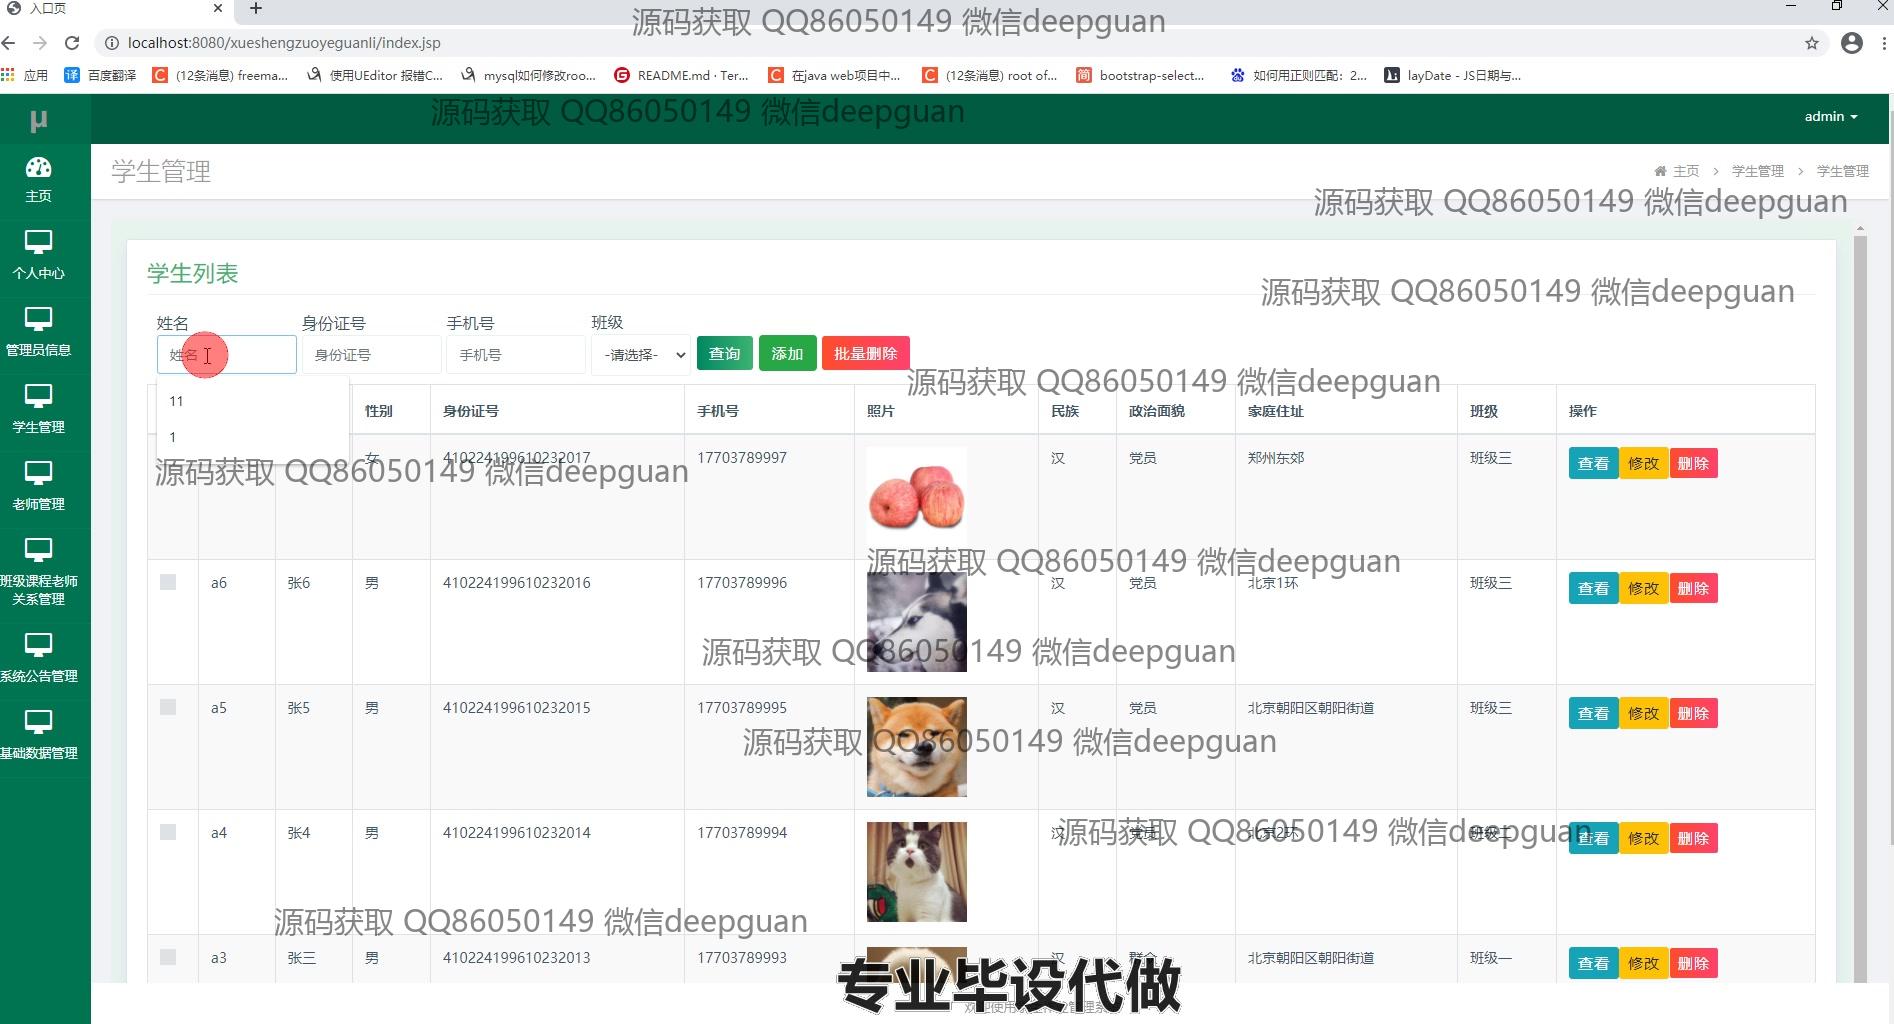 入口页
源码获取 QQ86050149 微信deepguan
localhost:8080/xueshengzuoyeguanli/index.jsp
应用 百度翻译 (12条消息) freema... 使用UEditor 报错C... mysql如何修改roo... README.md · Ter... 在java web项目中... (12条消息) root of... bootstrap-select... 如何用正则匹配：2... layDate - JS日期与...
μ
源码获取 QQ86050149 微信deepguan
admin
主页
学生管理
主页 > 学生管理 > 学生管理
源码获取 QQ86050149 微信deepguan
个人中心
学生列表
源码获取 QQ86050149 微信deepguan
管理员信息
姓名 身份证号 手机号 班级
姓名 身份证号 手机号 -请选择- 查询 添加 批量删除
源码获取 QQ86050149 微信deepguan
11
1
性别 身份证号 手机号 照片 民族 政治面貌 家庭住址 班级 操作
学生管理
女 410224199610232017 17703789997 汉 党员 郑州东郊 班级三 查看 修改 删除
源码获取 QQ86050149 微信deepguan
老师管理
源码获取 QQ86050149 微信deepguan
班级课程老师
关系管理
a6 张6 男 410224199610232016 17703789996 汉 党员 北京1环 班级三 查看 修改 删除
源码获取 QQ86050149 微信deepguan
系统公告管理
a5 张5 男 410224199610232015 17703789995 汉 党员 北京朝阳区朝阳街道 班级三 查看 修改 删除
源码获取 QQ86050149 微信deepguan
基础数据管理
a4 张4 男 410224199610232014 17703789994 汉 党员 北京2环 查看 修改 删除
源码获取 QQ86050149 微信deepguan
源码获取 QQ86050149 微信deepguan
a3 张三 男 410224199610232013 17703789993 汉 群众 北京朝阳区朝阳街道 班级一 查看 修改 删除
专业毕设代做